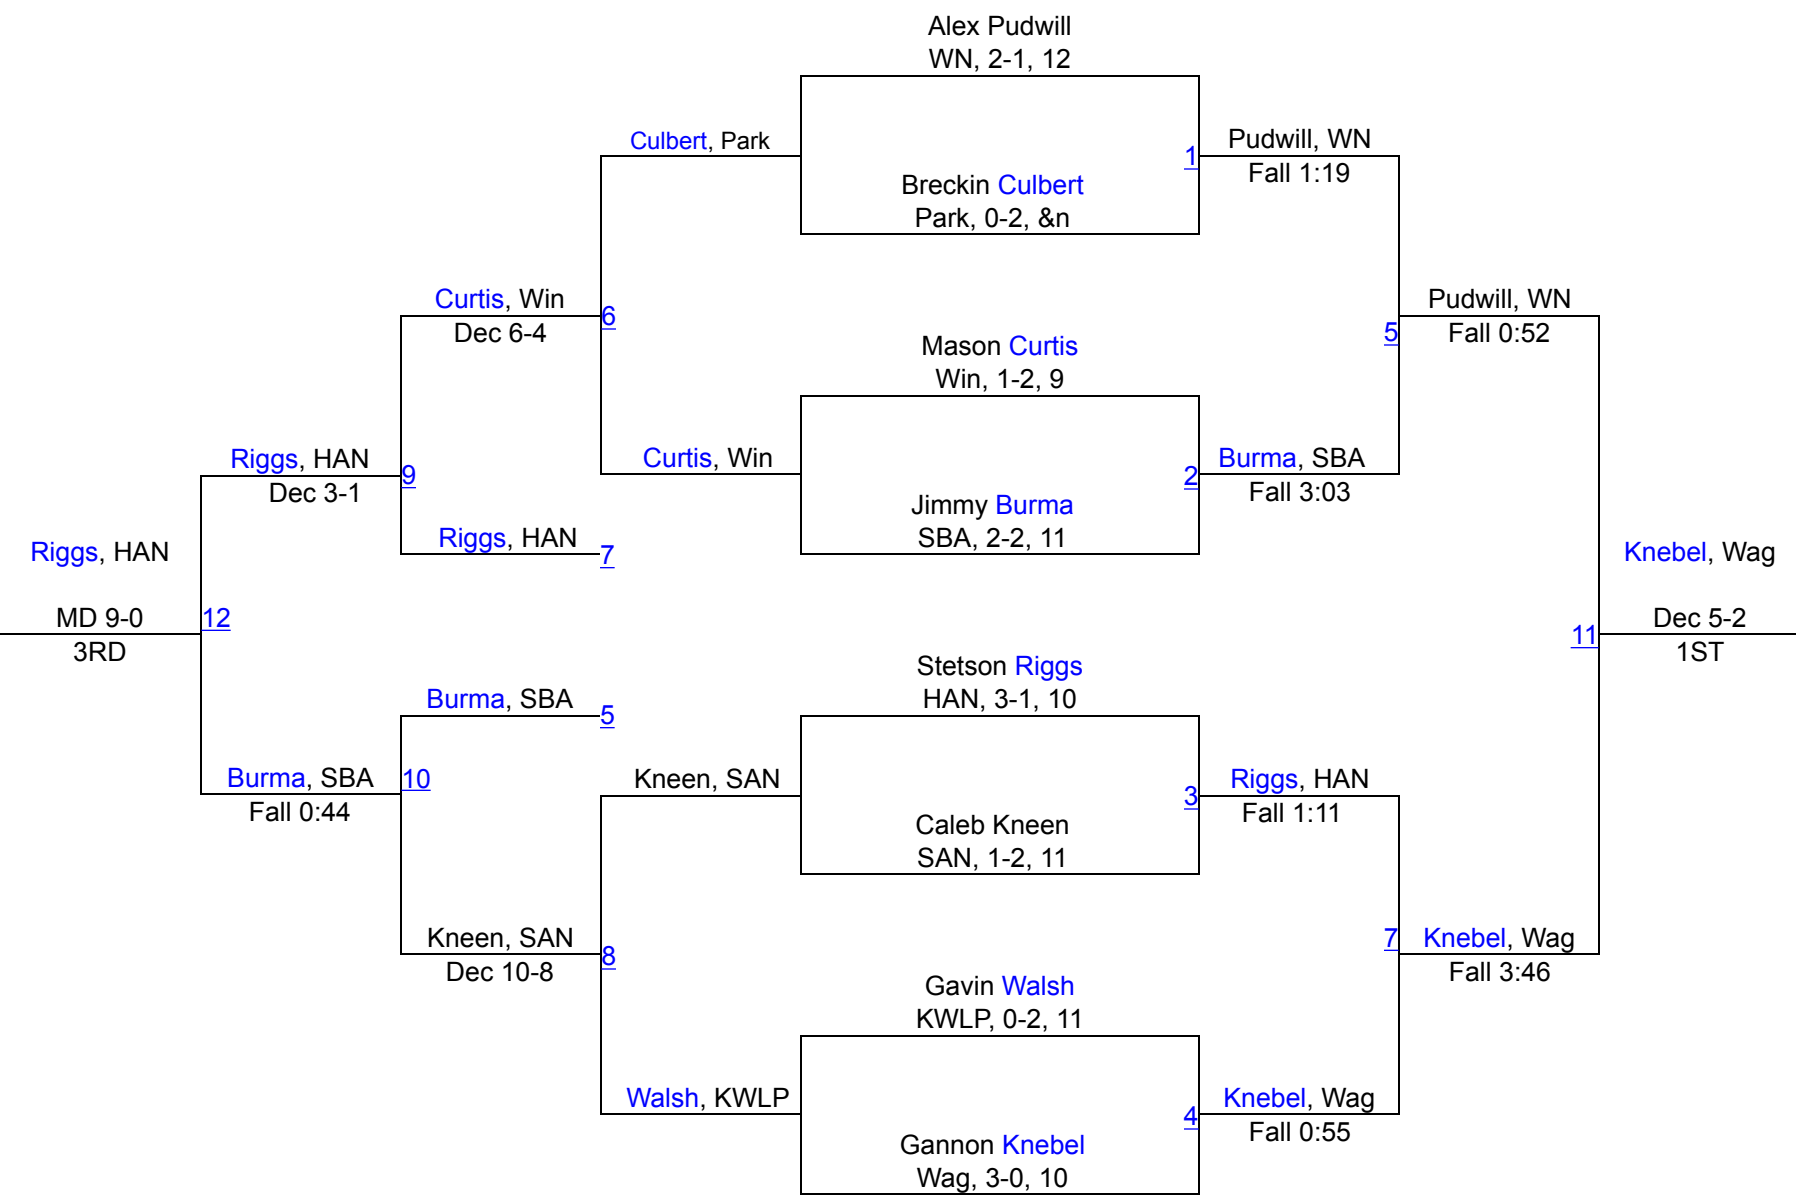 Alex Pudwill
WN, 2-1, 12
Culbert, Park
1
Pudwill, WN
Fall 1:19
Breckin Culbert
Park, 0-2, &n
Curtis, Win
Dec 6-4
6
Mason Curtis
Win, 1-2, 9
5
Pudwill, WN
Fall 0:52
Riggs, HAN
Dec 3-1
9
Curtis, Win
2
Burma, SBA
Fall 3:03
Jimmy Burma
SBA, 2-2, 11
Riggs, HAN
7
Riggs, HAN
MD 9-0
3RD
12
Knebel, Wag
Dec 5-2
1ST
11
Stetson Riggs
HAN, 3-1, 10
Burma, SBA
5
Burma, SBA
Fall 0:44
10
Kneen, SAN
3
Riggs, HAN
Fall 1:11
Caleb Kneen
SAN, 1-2, 11
Kneen, SAN
Dec 10-8
8
7
Knebel, Wag
Fall 3:46
Gavin Walsh
KWLP, 0-2, 11
Walsh, KWLP
4
Knebel, Wag
Fall 0:55
Gannon Knebel
Wag, 3-0, 10